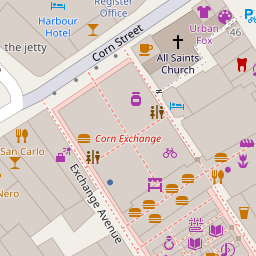 Register
Office
Harbour
Hotel
the jetty
Corn Street
Urban
Fox
46
All Saints
Church
Corn Exchange
San Carlo
Nero
Exchange Avenue